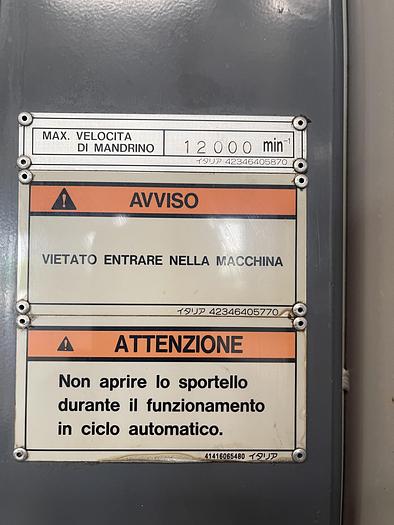 MAX. VELOCITA
DI MANDRINO
12000 min⁻¹
イタリア 42346405870
AVVISO
VIETATO ENTRARE NELLA MACCHINA
イタリア 42346405770
ATTENZIONE
Non aprire lo sportello
durante il funzionamento
in ciclo automatico.
41416065480 イタリア